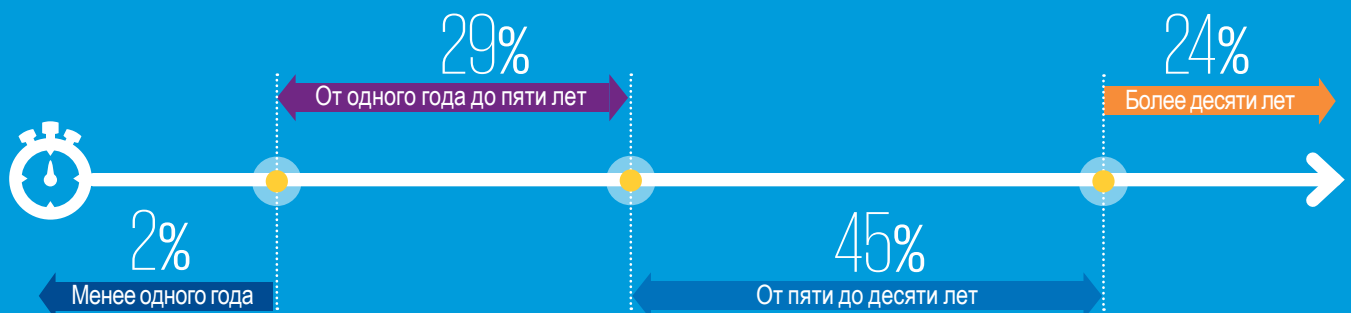 29%
От одного года до пяти лет
24%
Более десяти лет
2%
Менее одного года
45%
От пяти до десяти лет